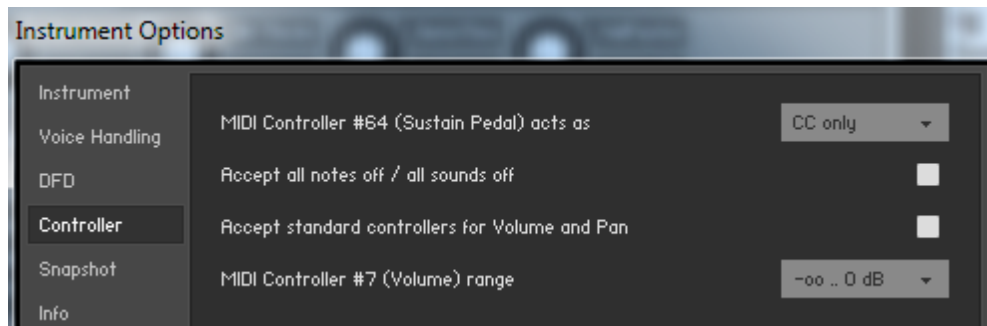 Instrument Options
Instrument
Voice Handling
DFD
Controller
Snapshot
Info
MIDI Controller #64 (Sustain Pedal) acts as CC only
Accept all notes off / all sounds off
Accept standard controllers for Volume and Pan
MIDI Controller #7 (Volume) range -oo .. 0 dB